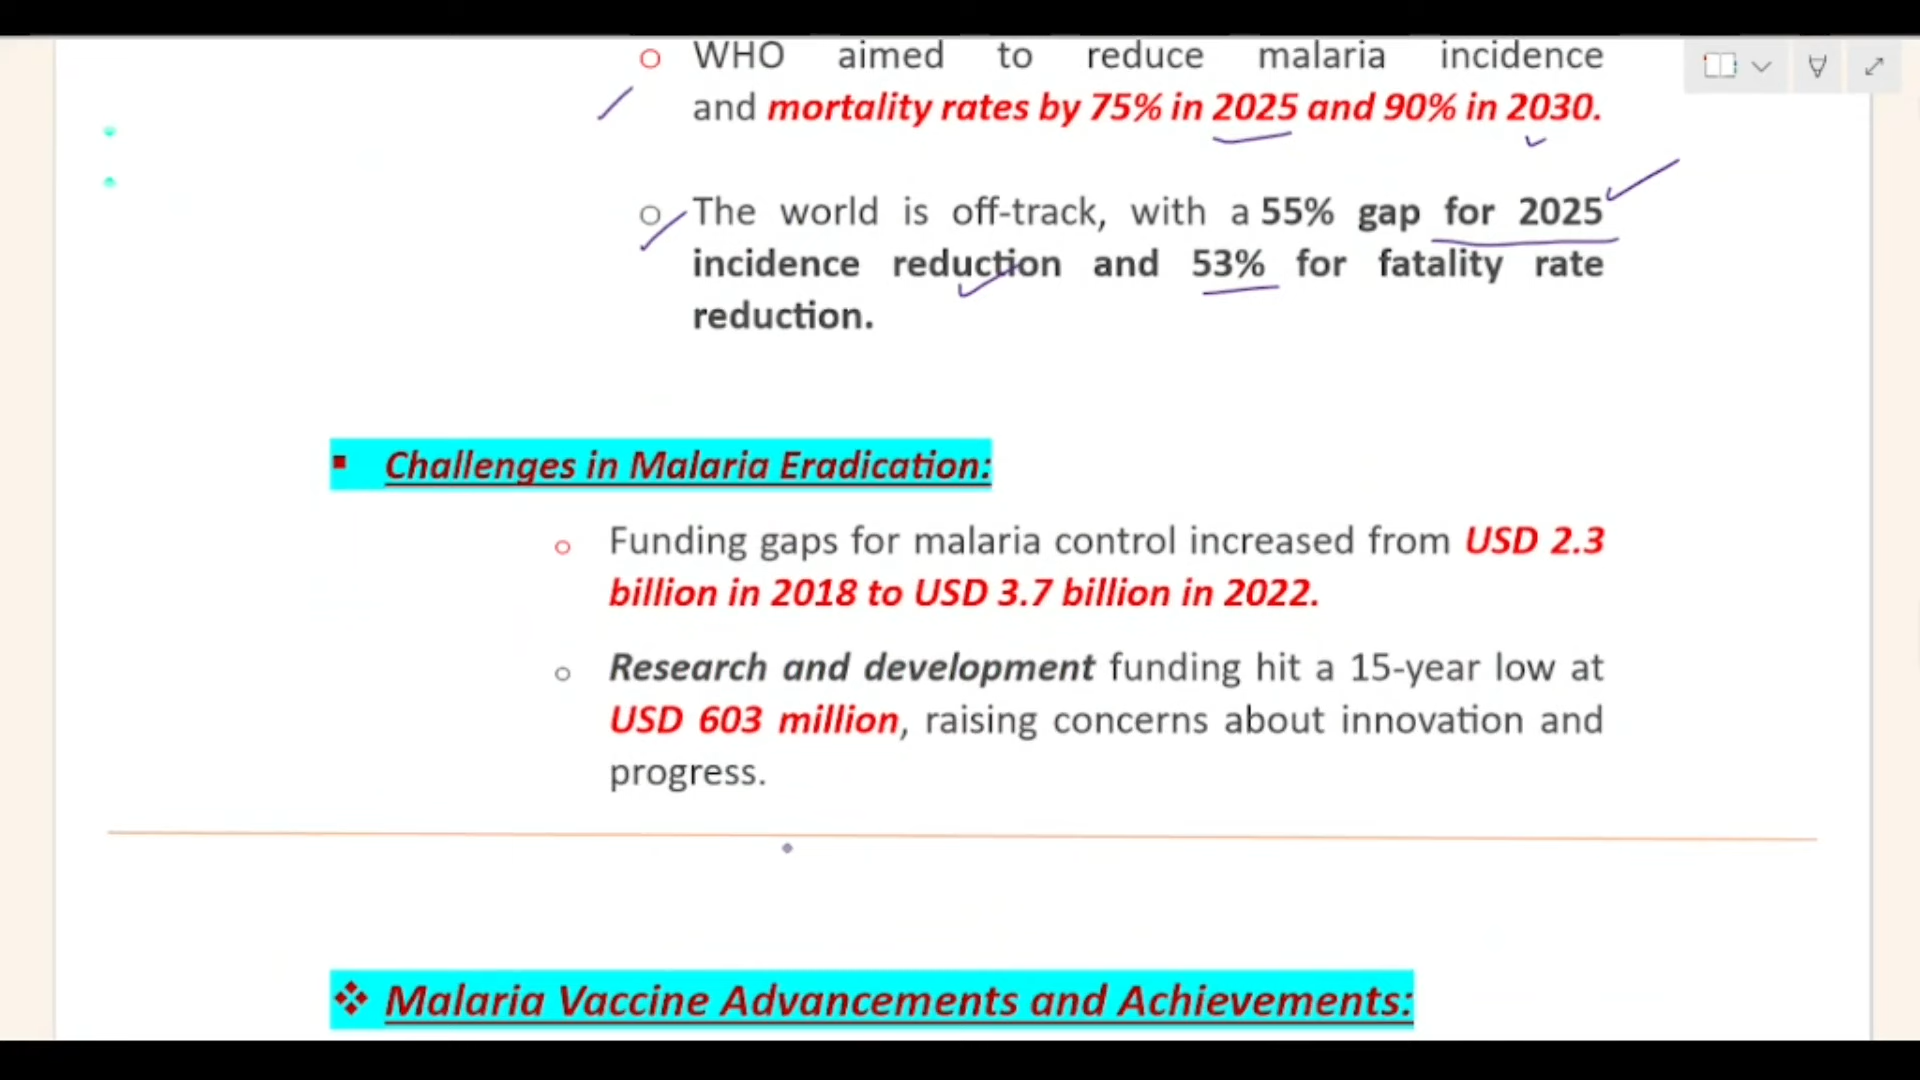 WHO aimed to reduce malaria incidence
and mortality rates by 75% in 2025 and 90% in 2030.
The world is off-track, with a 55% gap for 2025
incidence reduction and 53% for fatality rate
reduction.
Challenges in Malaria Eradication:
Funding gaps for malaria control increased from USD 2.3
billion in 2018 to USD 3.7 billion in 2022.
Research and development funding hit a 15-year low at
USD 603 million, raising concerns about innovation and
progress.
Malaria Vaccine Advancements and Achievements: